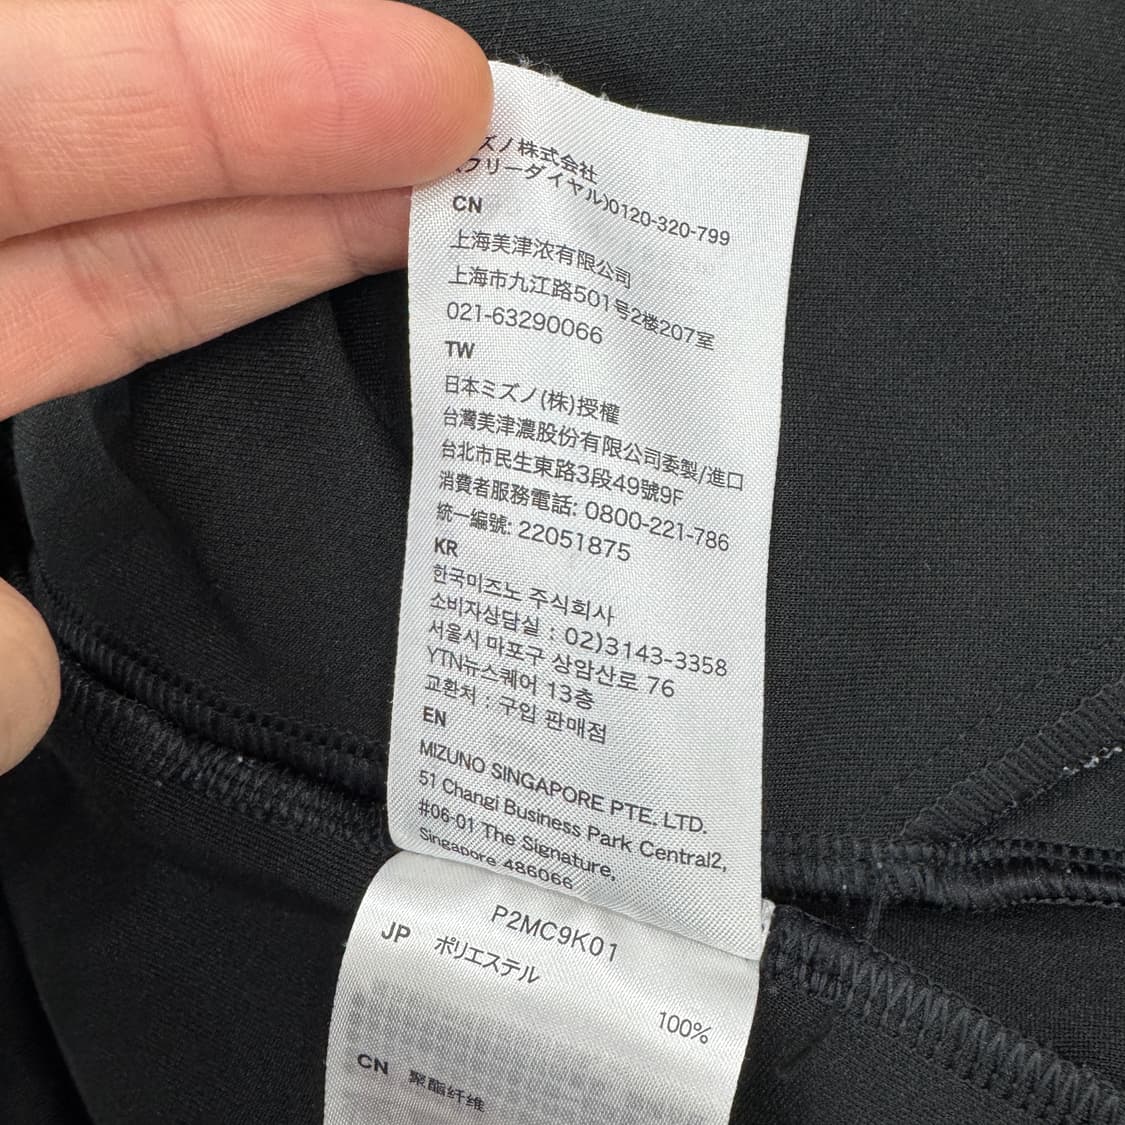 ズノ株式会社
フリーダイヤル)0120-320-799
CN
上海美津浓有限公司
上海市九江路501号2楼207室
021-63290066
TW
日本ミズノ(株)授權
台灣美津濃股份有限公司委製/進口
台北市民生東路3段49號9F
消費者服務電話: 0800-221-786
統一編號: 22051875
KR
한국미즈노 주식회사
소비자상담실 : 02)3143-3358
서울시 마포구 상암산로 76
YTN뉴스퀘어 13층
교환처 : 구입 판매점
EN
MIZUNO SINGAPORE PTE. LTD.
51 Changi Business Park Central2,
#06-01 The Signature,
Singapore 486066
P2MC9K01
JP ポリエステル
100%
CN 聚酯纤维